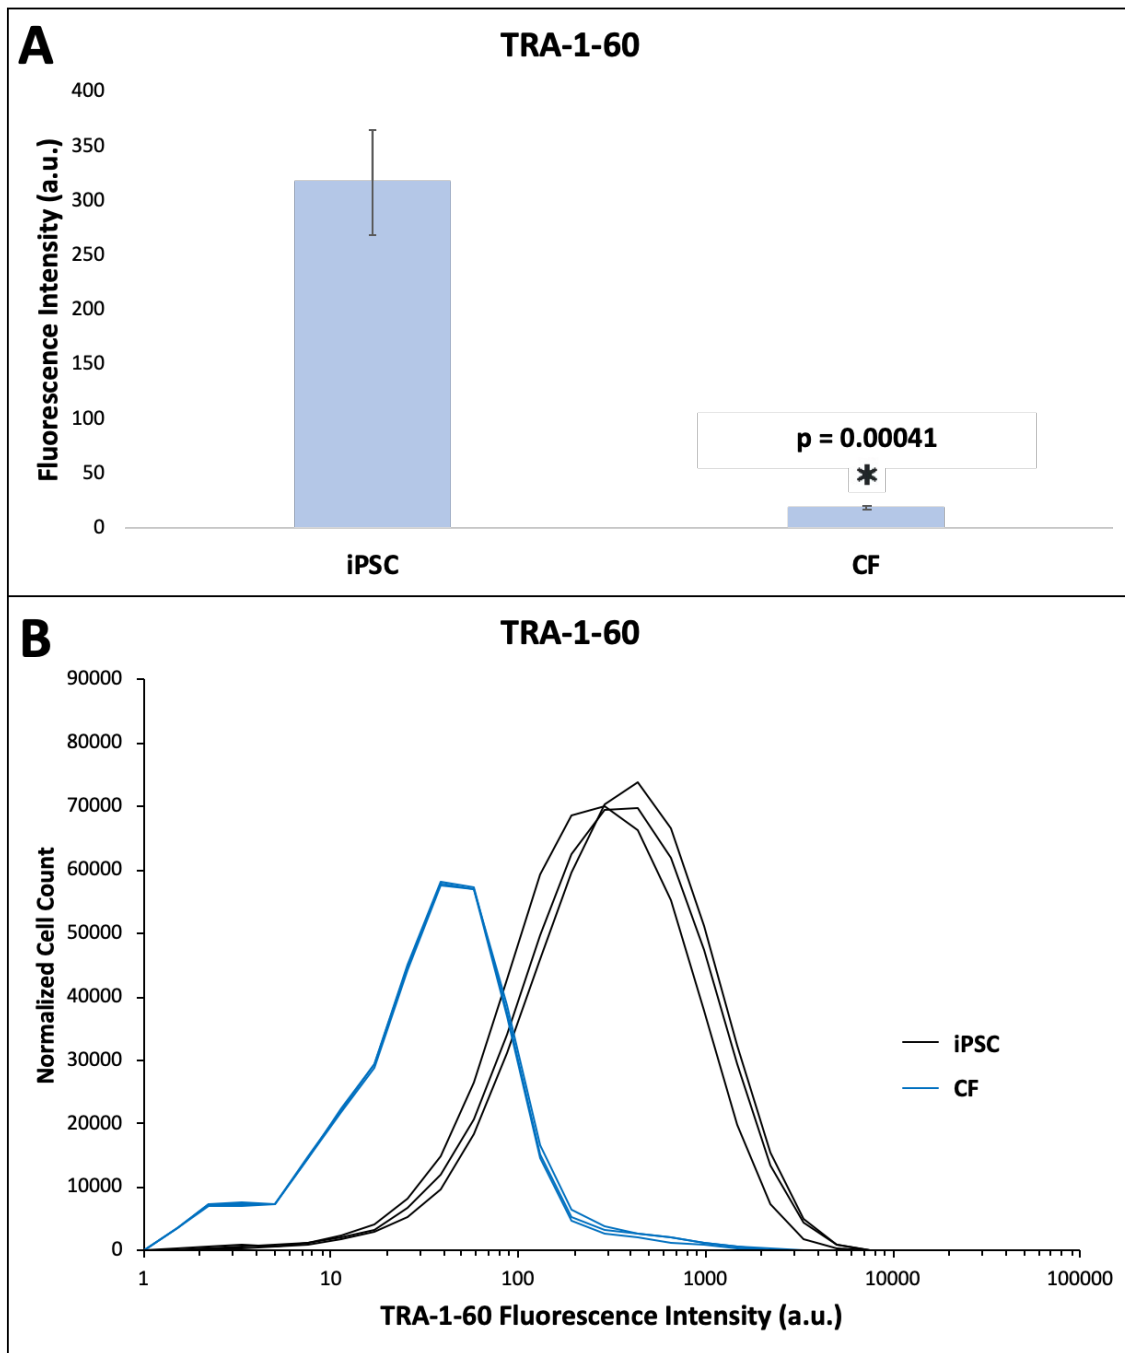 A
TRA-1-60
Fluorescence Intensity (a.u.)
400
350
300
250
200
150
100
50
0
p = 0.00041
*
iPSC
CF
B
TRA-1-60
Normalized Cell Count
90000
80000
70000
60000
50000
40000
30000
20000
10000
0
iPSC
CF
1
10
100
1000
10000
100000
TRA-1-60 Fluorescence Intensity (a.u.)